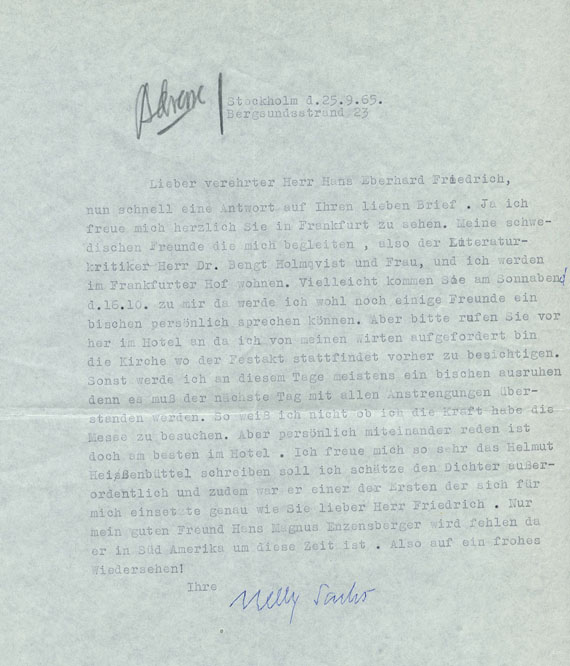 Adresse
Stockholm d.25.9.65.
Bergsundsstrand 23
Lieber verehrter Herr Hans Eberhard Friedrich,
nun schnell eine Antwort auf Ihren lieben Brief . Ja ich
freue mich herzlich Sie in Frankfurt zu sehen. Meine schwe-
dischen Freunde die mich begleiten , also der Literatur-
kritiker Herr Dr. Bengt Holmqvist und Frau, und ich werden
im Frankfurter Hof wohnen. Vielleicht kommen Sie am Sonnabend
d.16.10. zu mir da werde ich wohl noch einige Freunde ein
bischen persönlich sprechen können. Aber bitte rufen Sie vor
her im Hotel an da ich von meinen Wirten aufgefordert bin
die Kirche wo der Festakt stattfindet vorher zu besichtigen.
Sonst werde ich an diesem Tage meistens ein bischen ausruhen
denn es muß der nächste Tag mit allen Anstrengungen über-
standen werden. So weiß ich nicht ob ich die Kraft habe die
Messe zu besuchen. Aber persönlich miteinander reden ist
doch am besten im Hotel . Ich freue mich so sehr das Helmut
Heißenbüttel schreiben soll ich schätze den Dichter außer-
ordentlich und zudem war er einer der Ersten der sich für
mich einsetzte genau wie Sie lieber Herr Friedrich . Nur
mein guten Freund Hans Magnus Enzensberger wird fehlen da
er in Süd Amerika um diese Zeit ist . Also auf ein frohes
Wiedersehen!
Ihre
Nelly Sachs